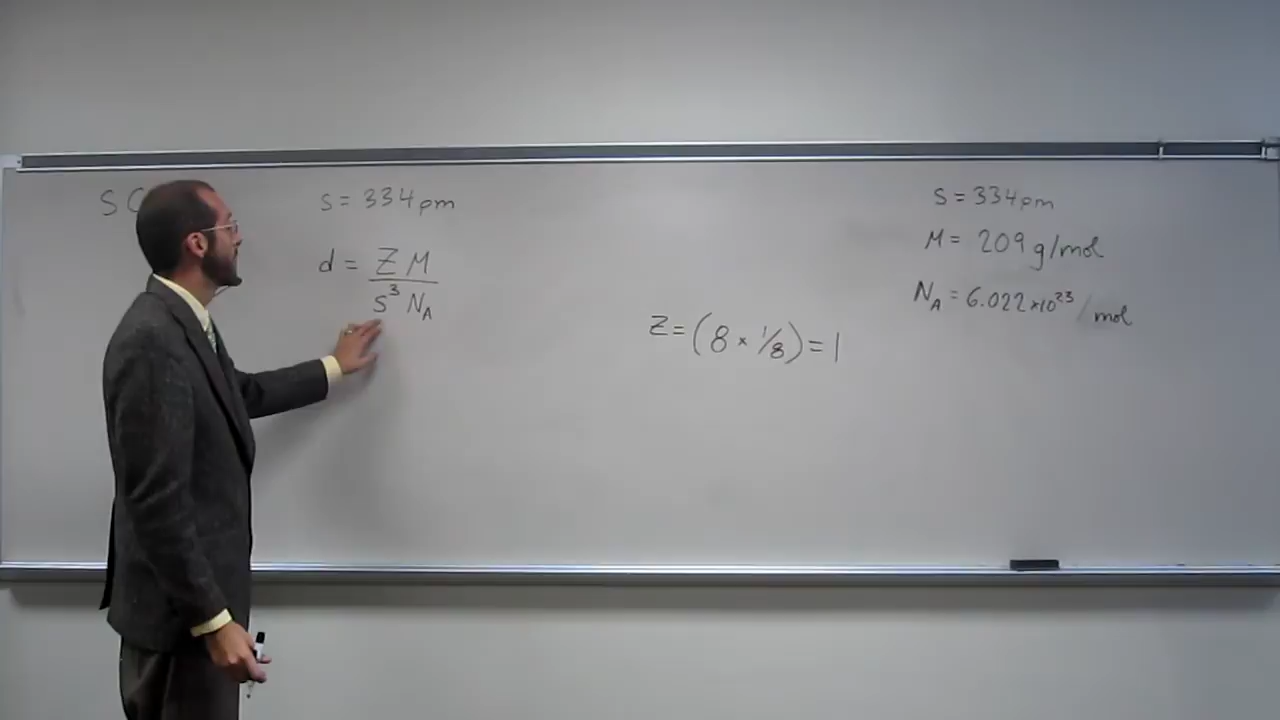 S
s = 334 pm
d = Z M / s³ N_A
Z = (8 × 1/8) = 1
s = 334 pm
M = 209 g/mol
N_A = 6.022×10²³ / mol